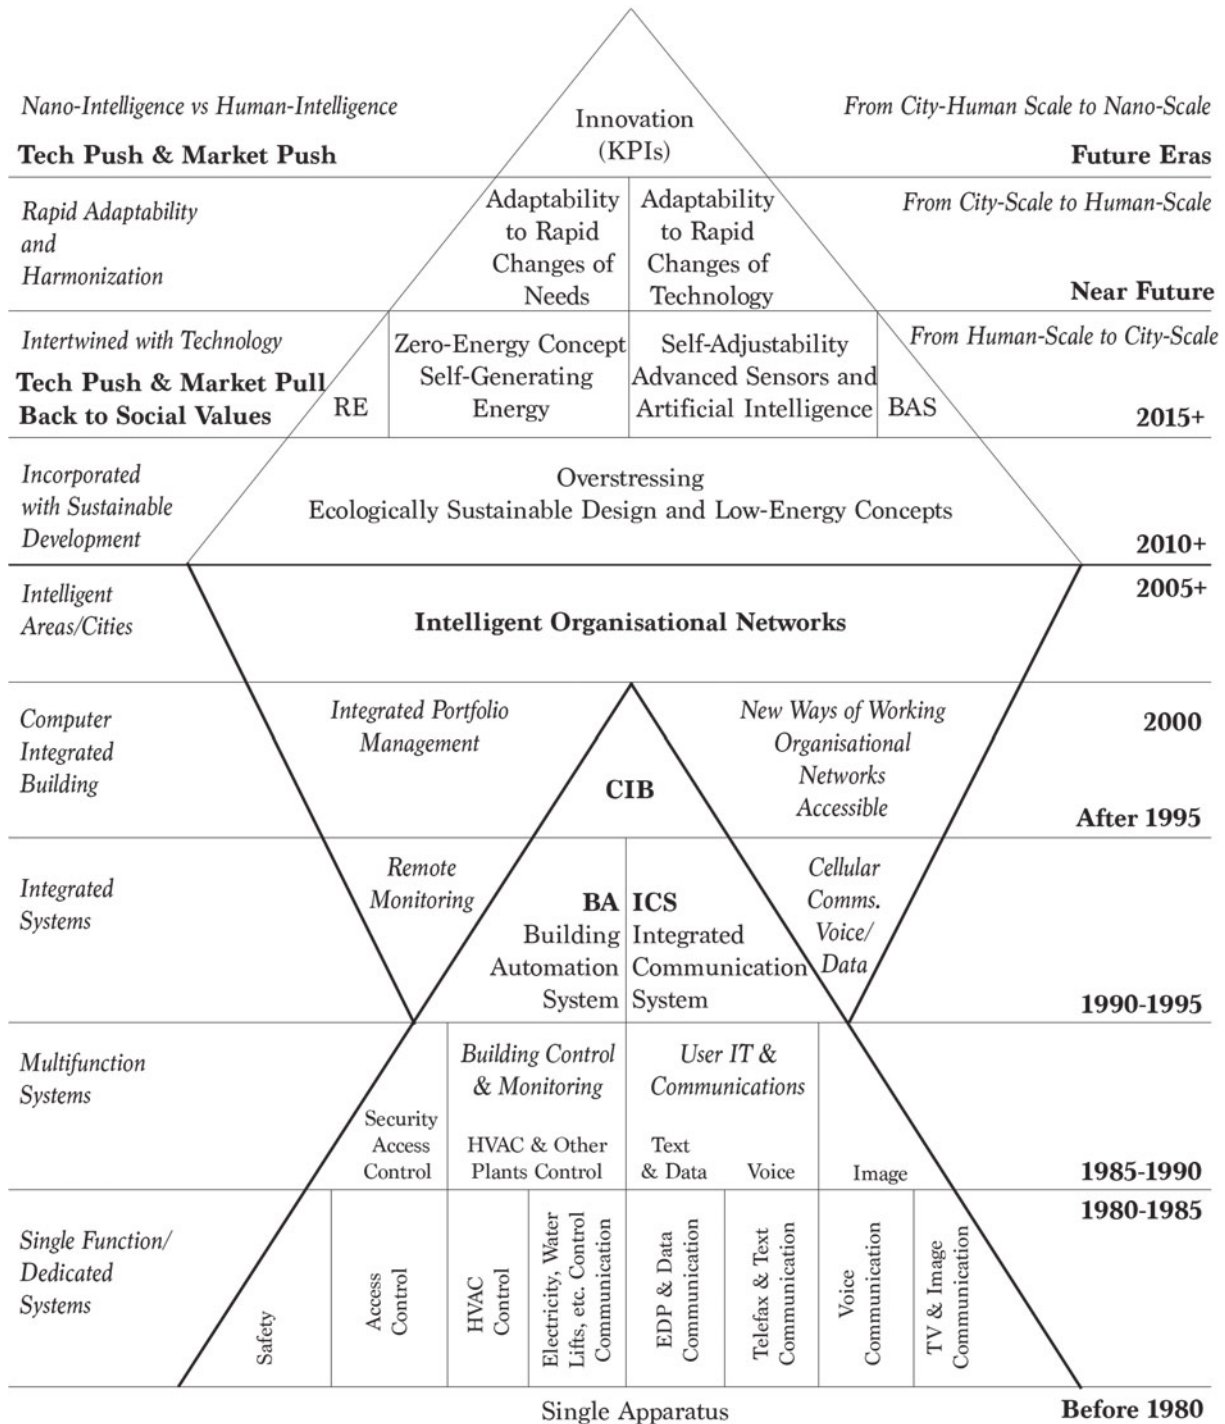 Nano-Intelligence vs Human-Intelligence
Tech Push & Market Push
Innovation
(KPIs)
From City-Human Scale to Nano-Scale
Future Eras
Rapid Adaptability
and
Harmonization
Adaptability
to Rapid
Changes of
Needs
Adaptability
to Rapid
Changes of
Technology
From City-Scale to Human-Scale
Near Future
Intertwined with Technology
Tech Push & Market Pull
Back to Social Values
RE
Zero-Energy Concept
Self-Generating
Energy
Self-Adjustability
Advanced Sensors and
Artificial Intelligence
BAS
From Human-Scale to City-Scale
2015+
Incorporated
with Sustainable
Development
Overstressing
Ecologically Sustainable Design and Low-Energy Concepts
2010+
Intelligent
Areas/Cities
Intelligent Organisational Networks
2005+
Computer
Integrated
Building
Integrated Portfolio
Management
CIB
New Ways of Working
Organisational
Networks
Accessible
2000
After 1995
Integrated
Systems
Remote
Monitoring
BA
Building
Automation
System
ICS
Integrated
Communication
System
Cellular
Comms.
Voice/
Data
1990-1995
Multifunction
Systems
Security
Access
Control
Building Control
& Monitoring
HVAC & Other
Plants Control
User IT &
Communications
Text
& Data
Voice
Image
1985-1990
1980-1985
Single Function/
Dedicated
Systems
Safety
Access
Control
HVAC
Control
Electricity, Water
Lifts, etc. Control
Communication
EDP & Data
Communication
Telefax & Text
Communication
Voice
Communication
TV & Image
Communication
Single Apparatus
Before 1980